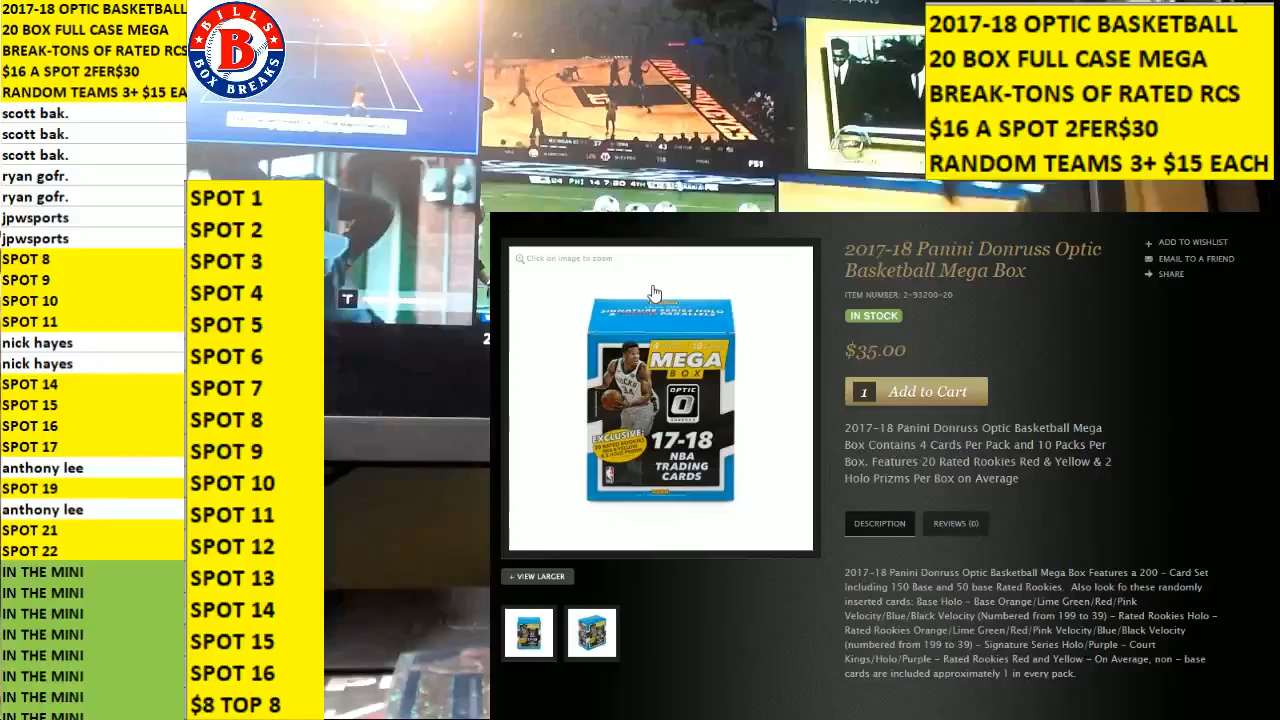 2017-18 OPTIC BASKETBALL
20 BOX FULL CASE MEGA
BREAK-TONS OF RATED RCS
$16 A SPOT 2FER$30
RANDOM TEAMS 3+ $15 EA
scott bak.
scott bak.
scott bak.
ryan gofr.
ryan gofr.
jpwsports
jpwsports
SPOT 8
SPOT 9
SPOT 10
SPOT 11
nick hayes
nick hayes
SPOT 14
SPOT 15
SPOT 16
SPOT 17
anthony lee
SPOT 19
anthony lee
SPOT 21
SPOT 22
IN THE MINI
IN THE MINI
IN THE MINI
IN THE MINI
IN THE MINI
IN THE MINI
IN THE MINI
IN THE MINI
BILLS
B
BOX BREAKS
SPOT 1
SPOT 2
SPOT 3
SPOT 4
SPOT 5
SPOT 6
SPOT 7
SPOT 8
SPOT 9
SPOT 10
SPOT 11
SPOT 12
SPOT 13
SPOT 14
SPOT 15
SPOT 16
$8 TOP 8
2017-18 OPTIC BASKETBALL
20 BOX FULL CASE MEGA
BREAK-TONS OF RATED RCS
$16 A SPOT 2FER$30
RANDOM TEAMS 3+ $15 EACH
Click on image to zoom
SIGNATURE SERIES HOLO
PARALLELS
MEGA
BOX
BUCKS
34
OPTIC
EXCLUSIVE:
17-18
NBA
TRADING
CARDS
+ VIEW LARGER
2017-18 Panini Donruss Optic
Basketball Mega Box
ITEM NUMBER: 2-93200-20
IN STOCK
$35.00
1 Add to Cart
2017-18 Panini Donruss Optic Basketball Mega
Box Contains 4 Cards Per Pack and 10 Packs Per
Box. Features 20 Rated Rookies Red & Yellow & 2
Holo Prizms Per Box on Average
DESCRIPTION
REVIEWS (0)
2017-18 Panini Donruss Optic Basketball Mega Box Features a 200 - Card Set
Including 150 Base and 50 base Rated Rookies. Also look fo these randomly
inserted cards: Base Holo - Base Orange/Lime Green/Red/Pink
Velocity/Blue/Black Velocity (Numbered from 199 to 39) - Rated Rookies Holo -
Rated Rookies Orange/Lime Green/Red/Pink Velocity/Blue/Black Velocity
(numbered from 199 to 39) - Signature Series Holo/Purple - Court
Kings/Holo/Purple - Rated Rookies Red and Yellow - On Average, non - base
cards are included approximately 1 in every pack.
ADD TO WISHLIST
EMAIL TO A FRIEND
SHARE